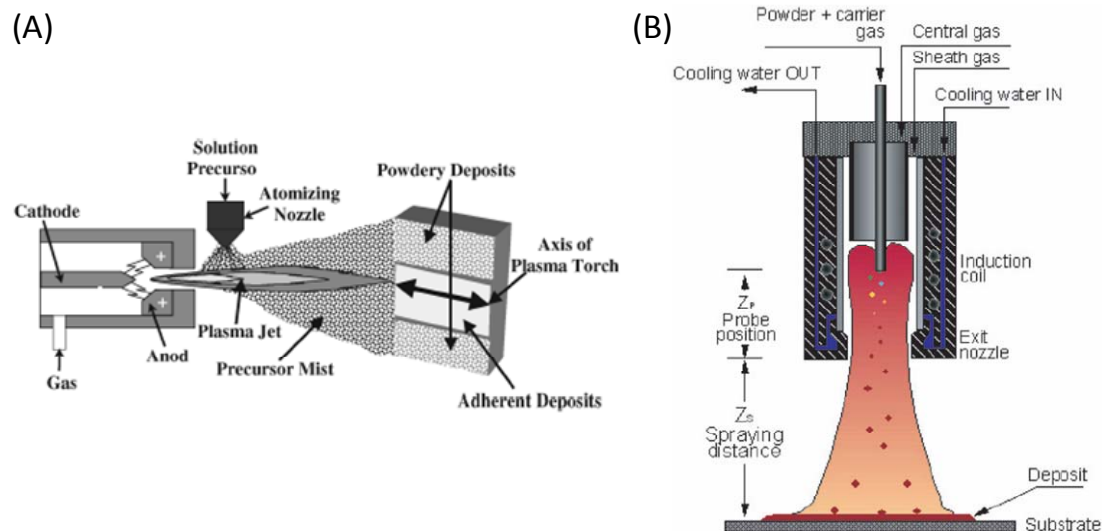 (A)
Solution
Precurso
Atomizing
Nozzle
Powdery Deposits
Cathode
Axis of
Plasma Torch
+
+
Plasma Jet
Anod
Precursor Mist
Gas
Adherent Deposits
(B)
Powder + carrier
gas
Central gas
Sheath gas
Cooling water OUT
Cooling water IN
Induction
coil
ZP
Probe
position
Exit
nozzle
ZS
Spraying
distance
Deposit
Substrate